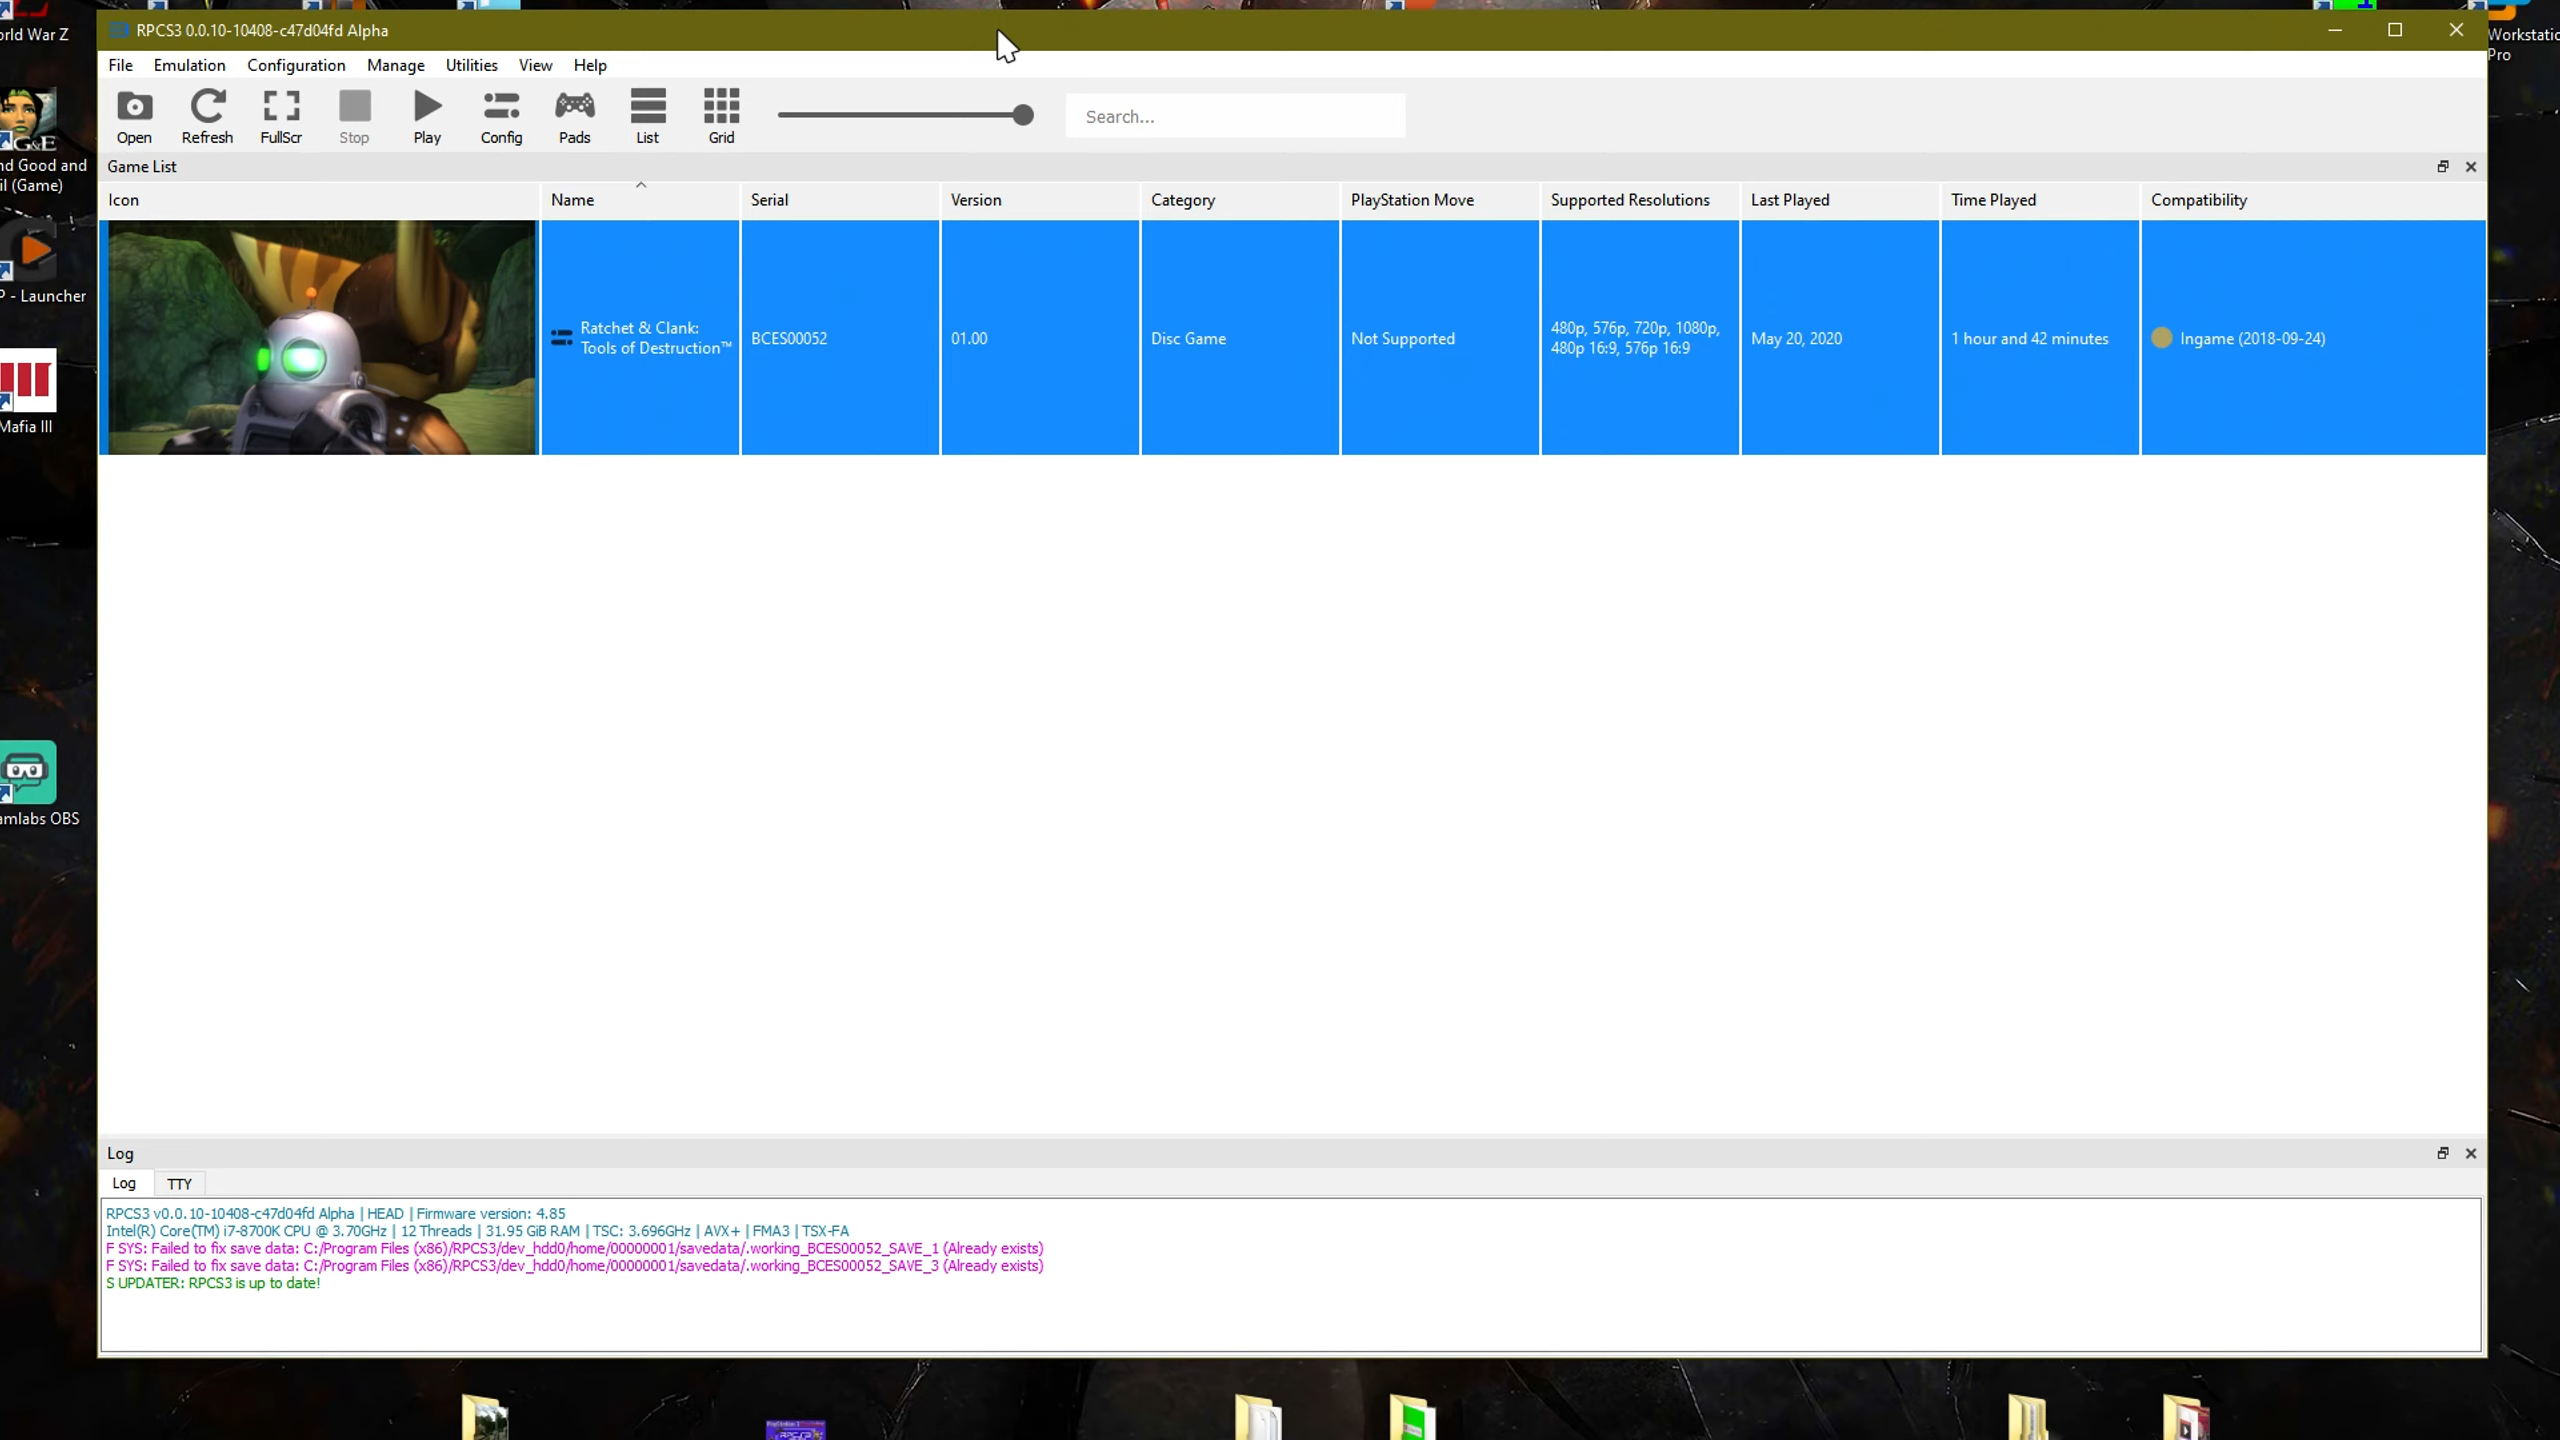 RPCS3 0.0.10-10408-c47d04fd Alpha
File Emulation Configuration Manage Utilities View Help
Open Refresh FullScr Stop Play Config Pads List Grid
Search...
Game List
Icon Name Serial Version Category PlayStation Move Supported Resolutions Last Played Time Played Compatibility
Ratchet & Clank:
Tools of Destruction™
BCES00052
01.00
Disc Game
Not Supported
480p, 576p, 720p, 1080p,
480p 16:9, 576p 16:9
May 20, 2020
1 hour and 42 minutes
Ingame (2018-09-24)
Log
Log TTY
RPCS3 v0.0.10-10408-c47d04fd Alpha | HEAD | Firmware version: 4.85
Intel(R) Core(TM) i7-8700K CPU @ 3.70GHz | 12 Threads | 31.95 GiB RAM | TSC: 3.696GHz | AVX+ | FMA3 | TSX-FA
F SYS: Failed to fix save data: C:/Program Files (x86)/RPCS3/dev_hdd0/home/00000001/savedata/.working_BCES00052_SAVE_1 (Already exists)
F SYS: Failed to fix save data: C:/Program Files (x86)/RPCS3/dev_hdd0/home/00000001/savedata/.working_BCES00052_SAVE_3 (Already exists)
S UPDATER: RPCS3 is up to date!
orld War Z
G&E
nd Good and
il (Game)
P - Launcher
Mafia III
amlabs OBS
Workstatio
Pro